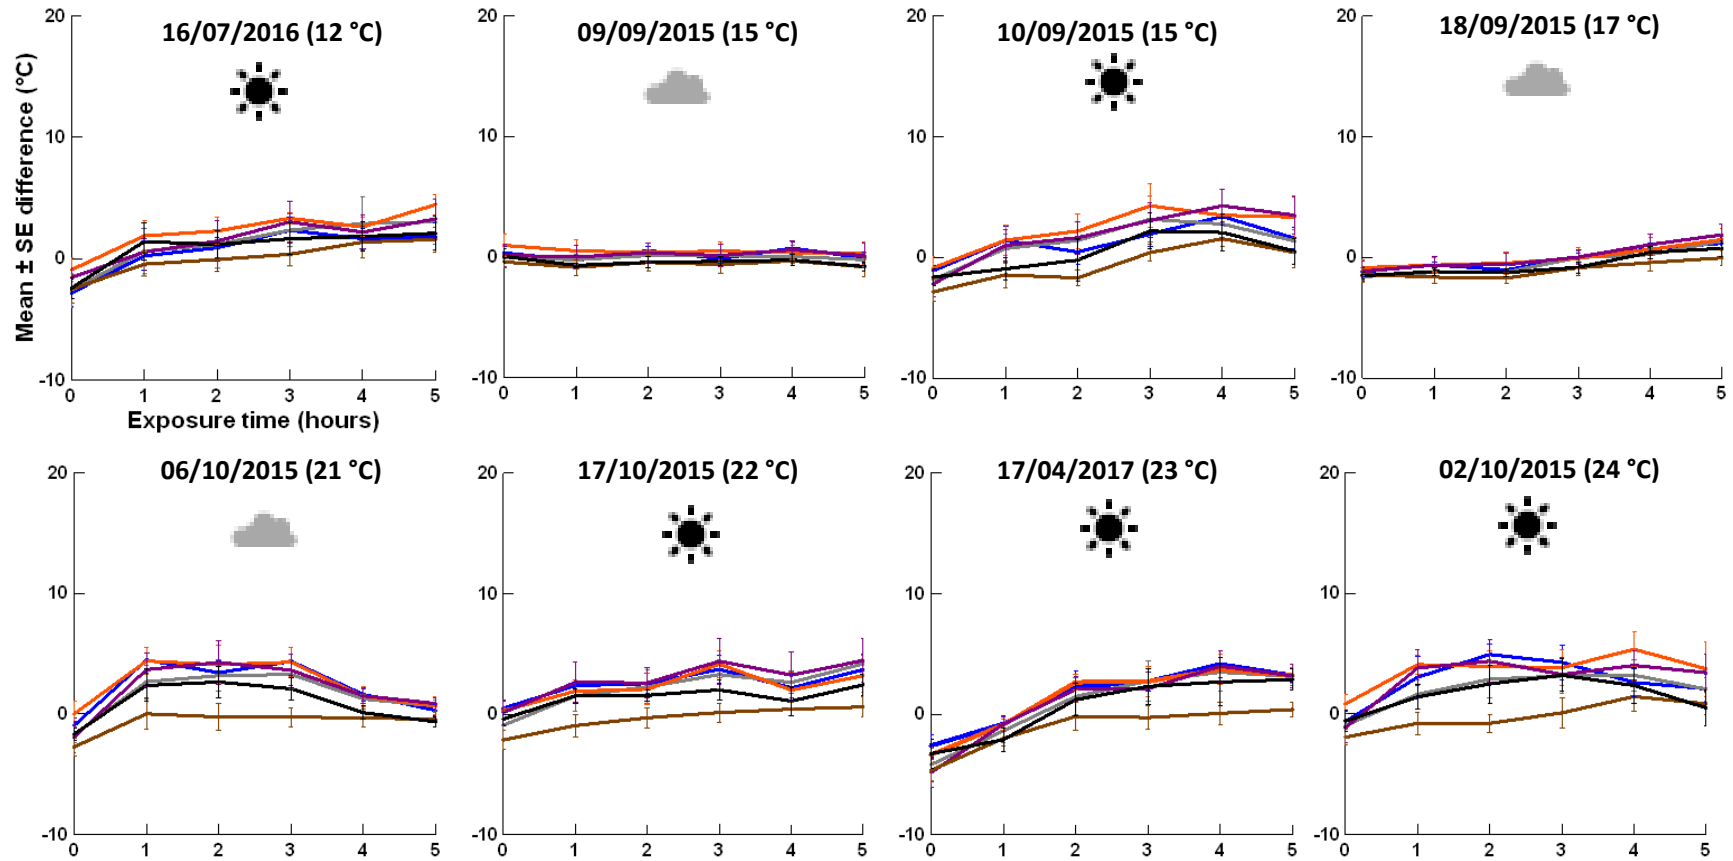 16/07/2016 (12 °C)
09/09/2015 (15 °C)
10/09/2015 (15 °C)
18/09/2015 (17 °C)
Mean ± SE difference (°C)
20
10
0
-10
0 1 2 3 4 5
Exposure time (hours)
20
10
0
-10
0 1 2 3 4 5
20
10
0
-10
0 1 2 3 4 5
20
10
0
-10
0 1 2 3 4 5
06/10/2015 (21 °C)
17/10/2015 (22 °C)
17/04/2017 (23 °C)
02/10/2015 (24 °C)
20
10
0
-10
0 1 2 3 4 5
20
10
0
-10
0 1 2 3 4 5
20
10
0
-10
0 1 2 3 4 5
20
10
0
-10
0 1 2 3 4 5